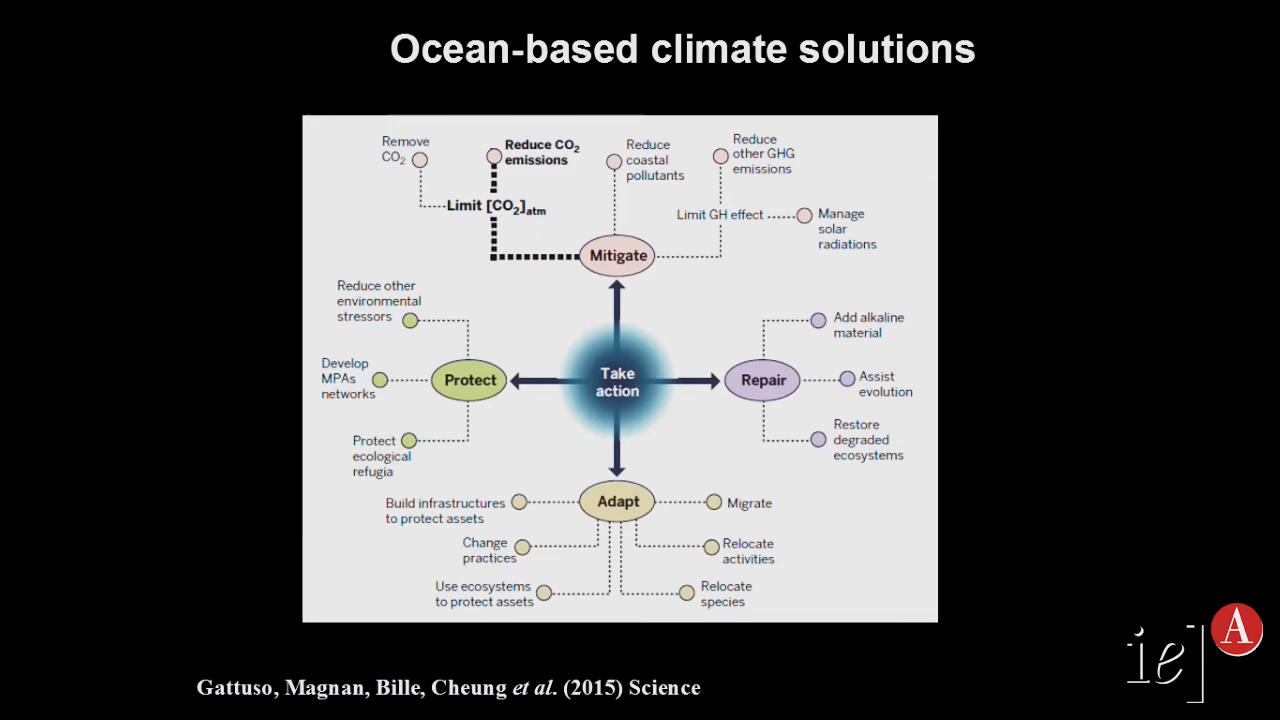 Ocean-based climate solutions
Remove
CO2
Reduce CO2
emissions
Reduce
coastal
pollutants
Reduce
other GHG
emissions
Limit [CO2]atm
Limit GH effect
Manage
solar
radiations
Mitigate
Reduce other
environmental
stressors
Develop
MPAs
networks
Protect
Protect
ecological
refugia
Take
action
Repair
Add alkaline
material
Assist
evolution
Restore
degraded
ecosystems
Adapt
Build infrastructures
to protect assets
Migrate
Change
practices
Relocate
activities
Use ecosystems
to protect assets
Relocate
species
ie]
A
Gattuso, Magnan, Bille, Cheung et al. (2015) Science